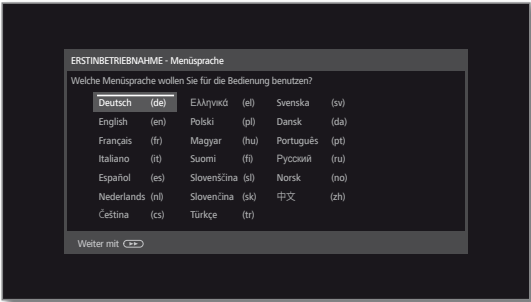 ERSTINBETRIEBNAHME - Menüsprache
Welche Menüsprache wollen Sie für die Bedienung benutzen?
Deutsch (de) Ελληνικά (el) Svenska (sv)
English (en) Polski (pl) Dansk (da)
Français (fr) Magyar (hu) Português (pt)
Italiano (it) Suomi (fi) Русский (ru)
Español (es) Slovenščina (sl) Norsk (no)
Nederlands (nl) Slovenčina (sk) 中文 (zh)
Čeština (cs) Türkçe (tr)
Weiter mit